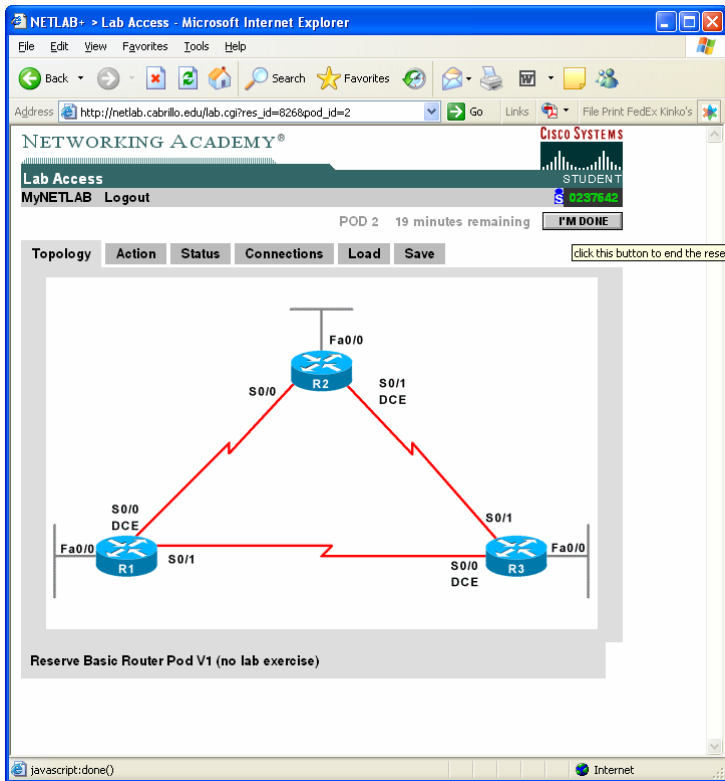 NETLAB+ > Lab Access - Microsoft Internet Explorer
File Edit View Favorites Tools Help
Back Search Favorites
Address http://netlab.cabrillo.edu/lab.cgi?res_id=826&pod_id=2 Go Links File Print FedEx Kinko's
NETWORKING ACADEMY®
CISCO SYSTEMS
Lab Access
STUDENT
MyNETLAB Logout
S 0237642
POD 2 19 minutes remaining I'M DONE
Topology Action Status Connections Load Save
click this button to end the rese
Fa0/0
R2
S0/0
S0/1
DCE
S0/0
DCE
Fa0/0
R1
S0/1
S0/1
Fa0/0
R3
S0/0
DCE
Reserve Basic Router Pod V1 (no lab exercise)
javascript:done()
Internet